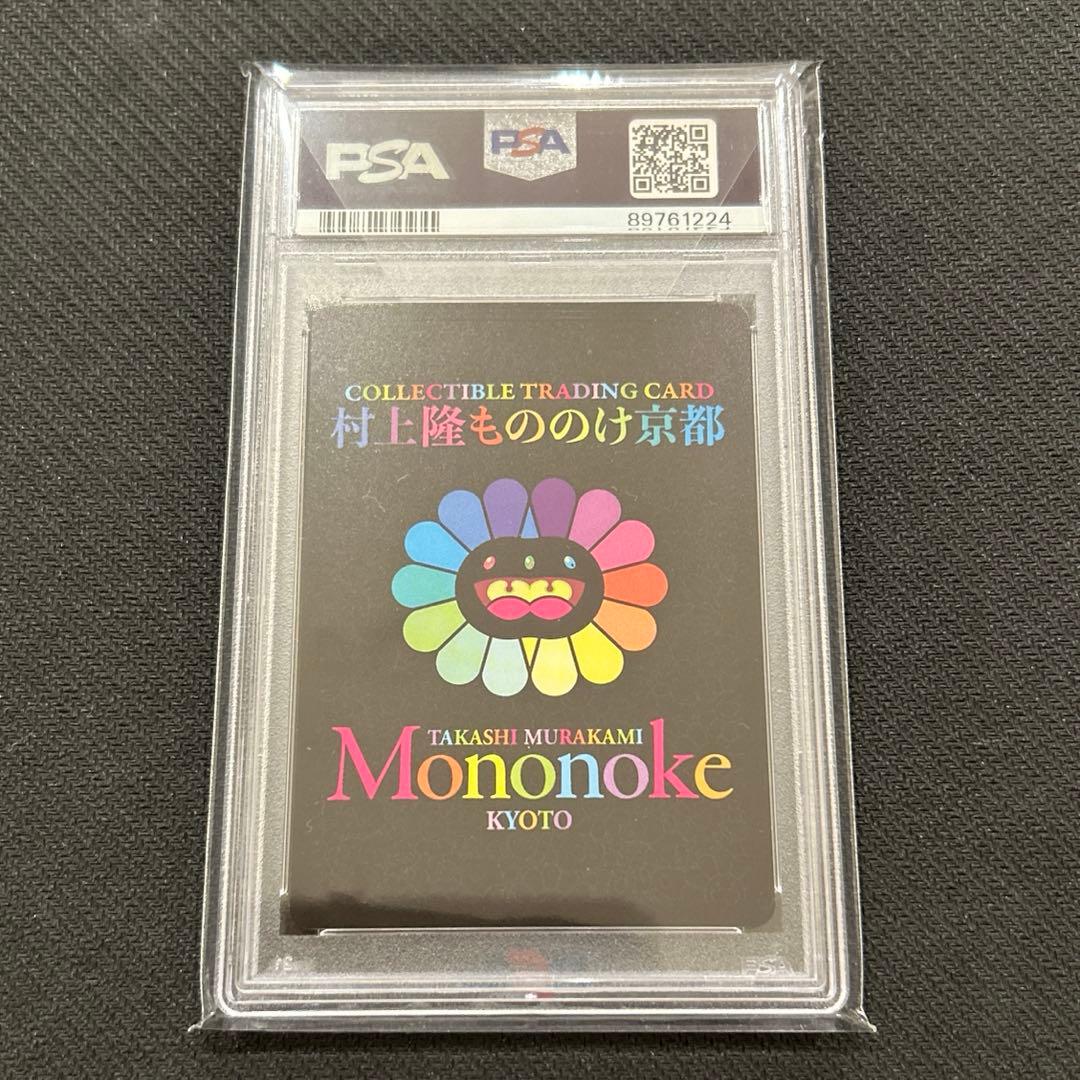 PSA
PSA
89761224
COLLECTIBLE TRADING CARD
村上隆もののけ京都
TAKASHI MURAKAMI
Mononoke
KYOTO